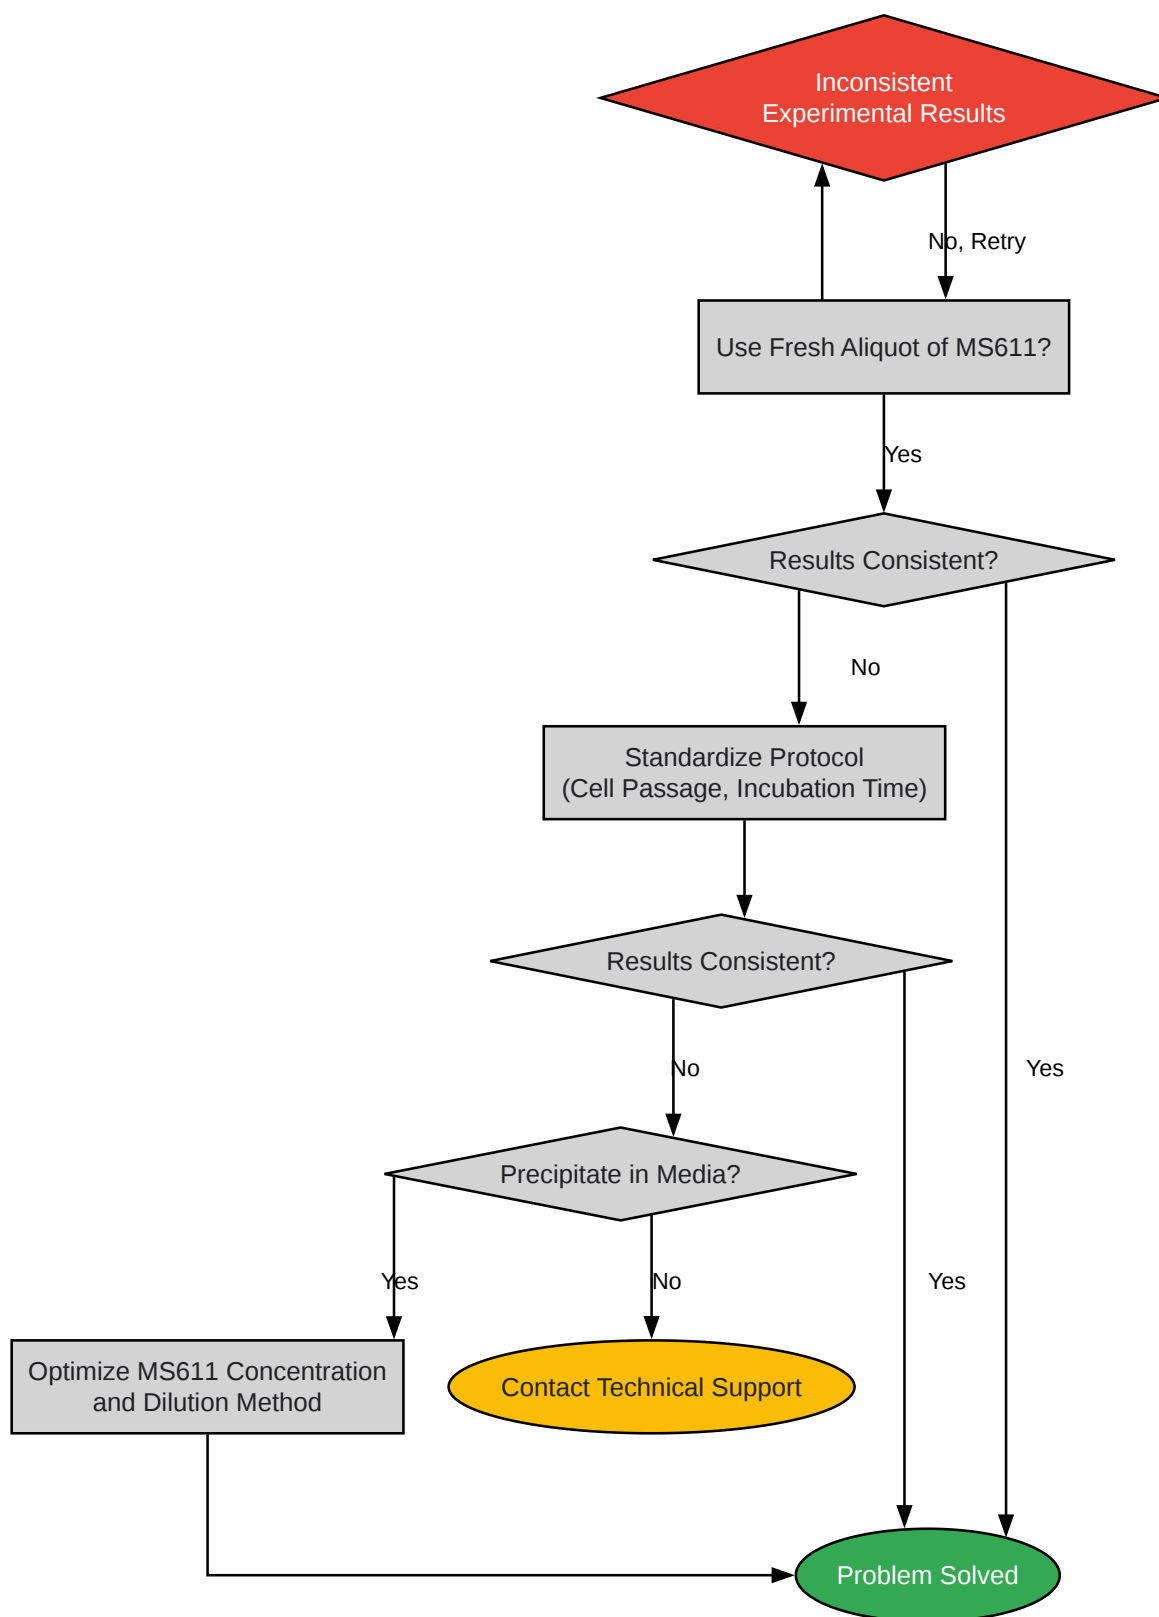 Inconsistent
Experimental Results
No, Retry
Use Fresh Aliquot of MS611?
Yes
Results Consistent?
No
Standardize Protocol
(Cell Passage, Incubation Time)
Results Consistent?
No
Yes
Precipitate in Media?
Yes
No
Yes
Optimize MS611 Concentration
and Dilution Method
Contact Technical Support
Problem Solved